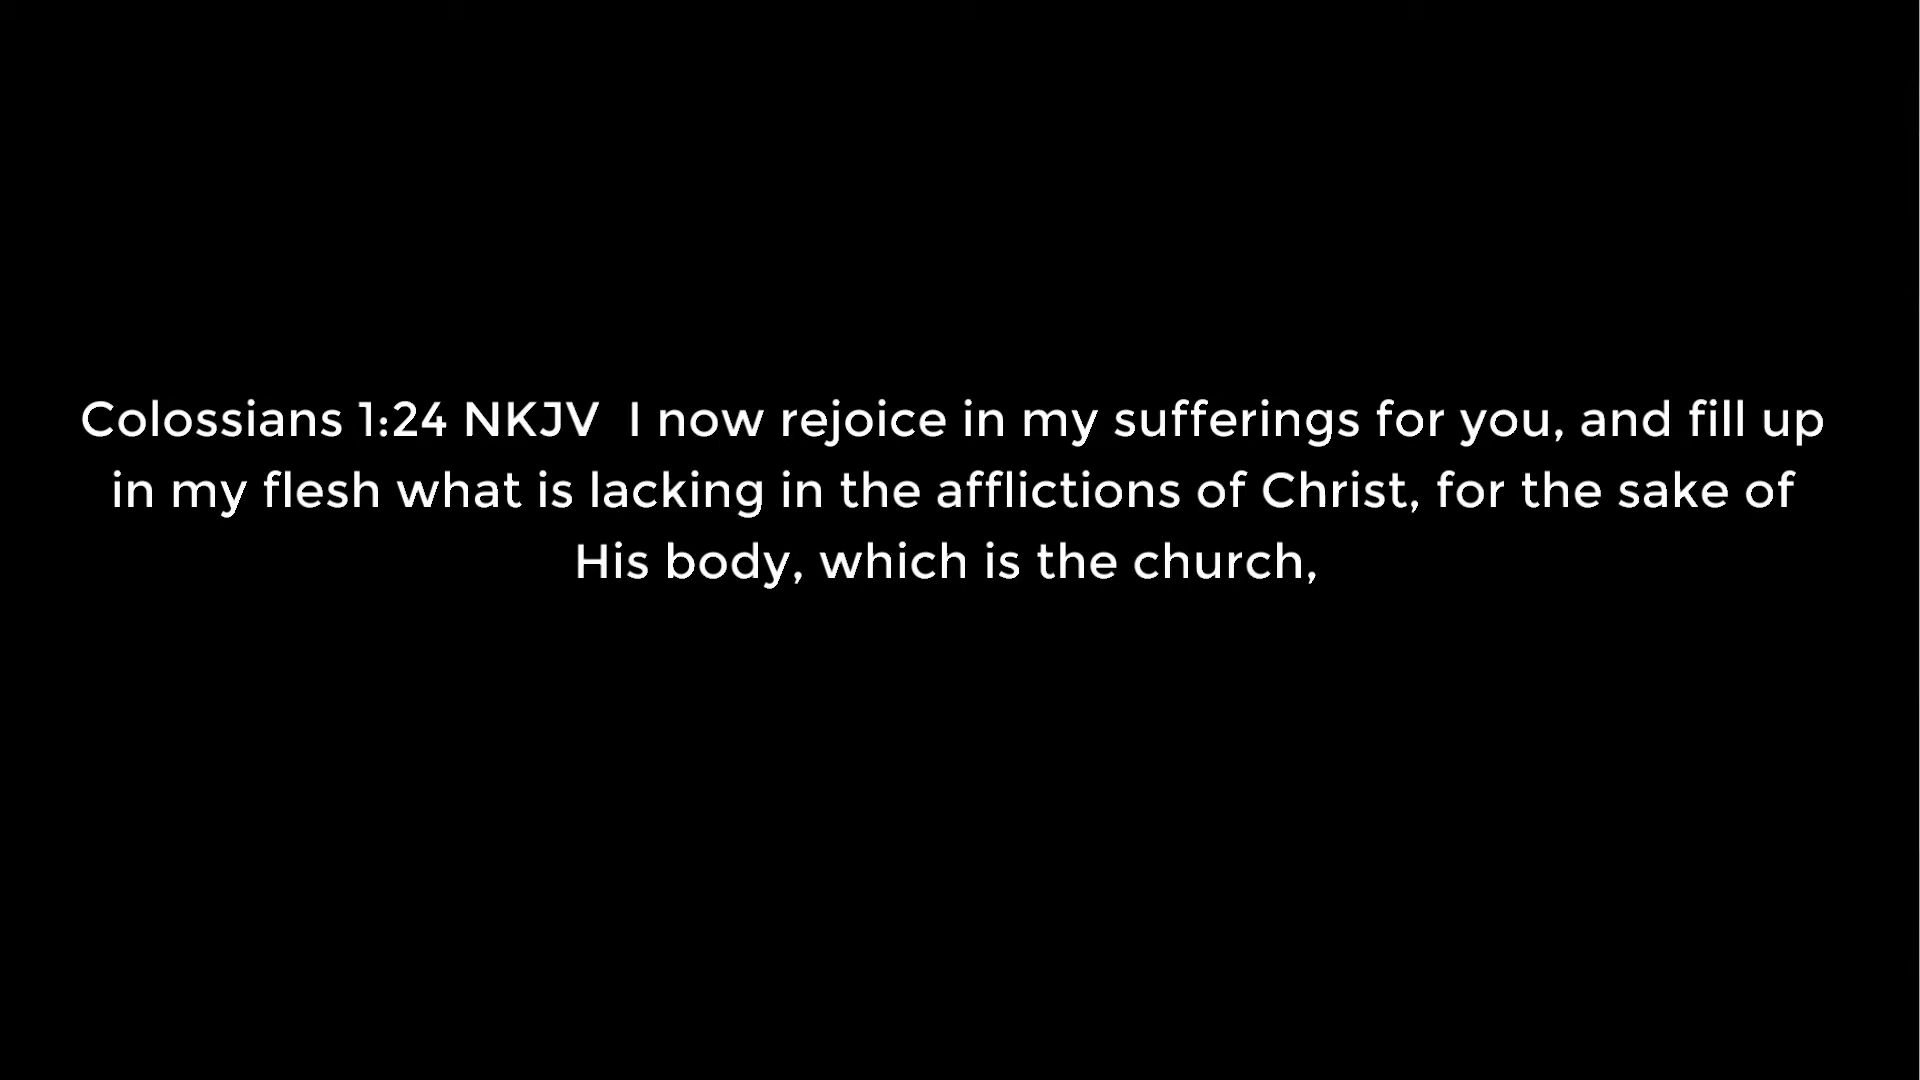 Colossians 1:24 NKJV  I now rejoice in my sufferings for you, and fill up
in my flesh what is lacking in the afflictions of Christ, for the sake of
His body, which is the church,